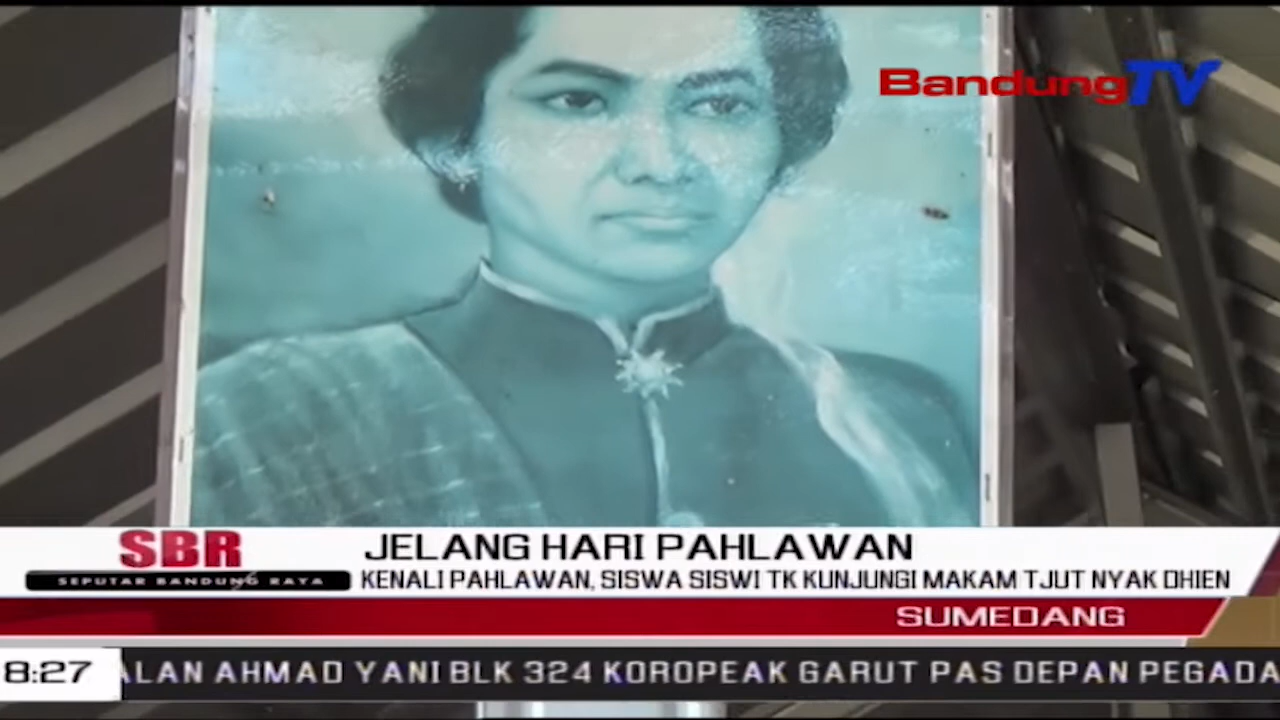 BandungTV
SBR
SEPUTAR BANDUNG RAYA
JELANG HARI PAHLAWAN
KENALI PAHLAWAN, SISWA SISWI TK KUNJUNGI MAKAM TJUT NYAK DHIEN
SUMEDANG
8:27
ALAN AHMAD YANI BLK 324 KOROPEAK GARUT PAS DEPAN PEGADA